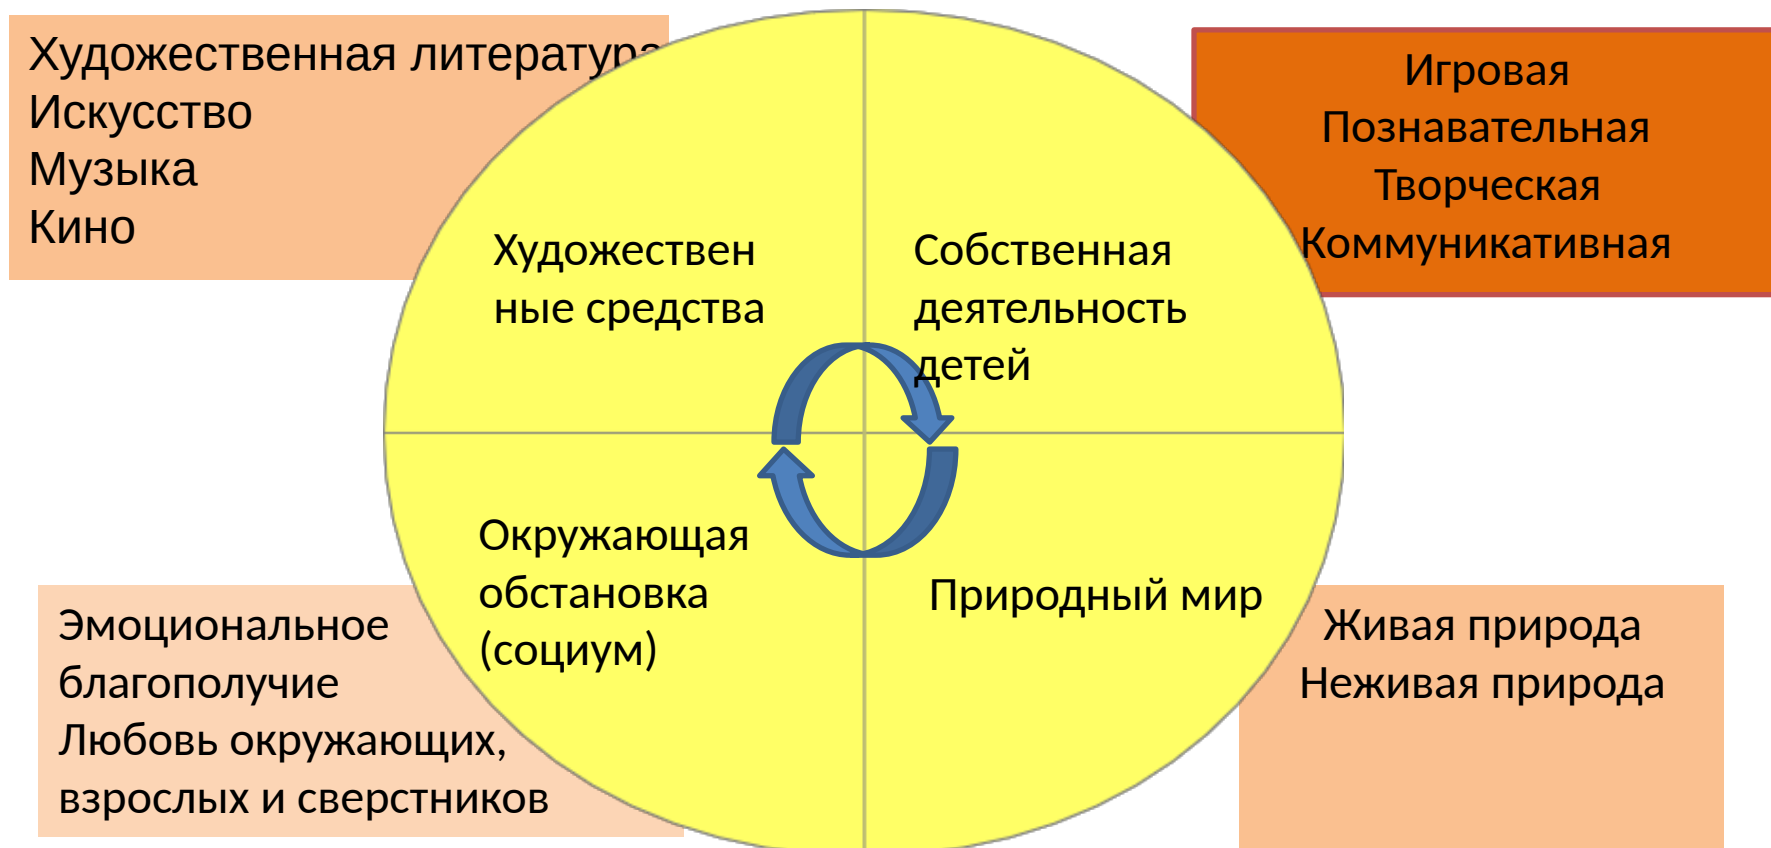 Художественная литература
Искусство
Музыка
Кино
Игровая
Познавательная
Творческая
Коммуникативная
Художествен
ные средства
Собственная
деятельность
детей
Окружающая
обстановка
(социум)
Природный мир
Эмоциональное
благополучие
Любовь окружающих,
взрослых и сверстников
Живая природа
Неживая природа